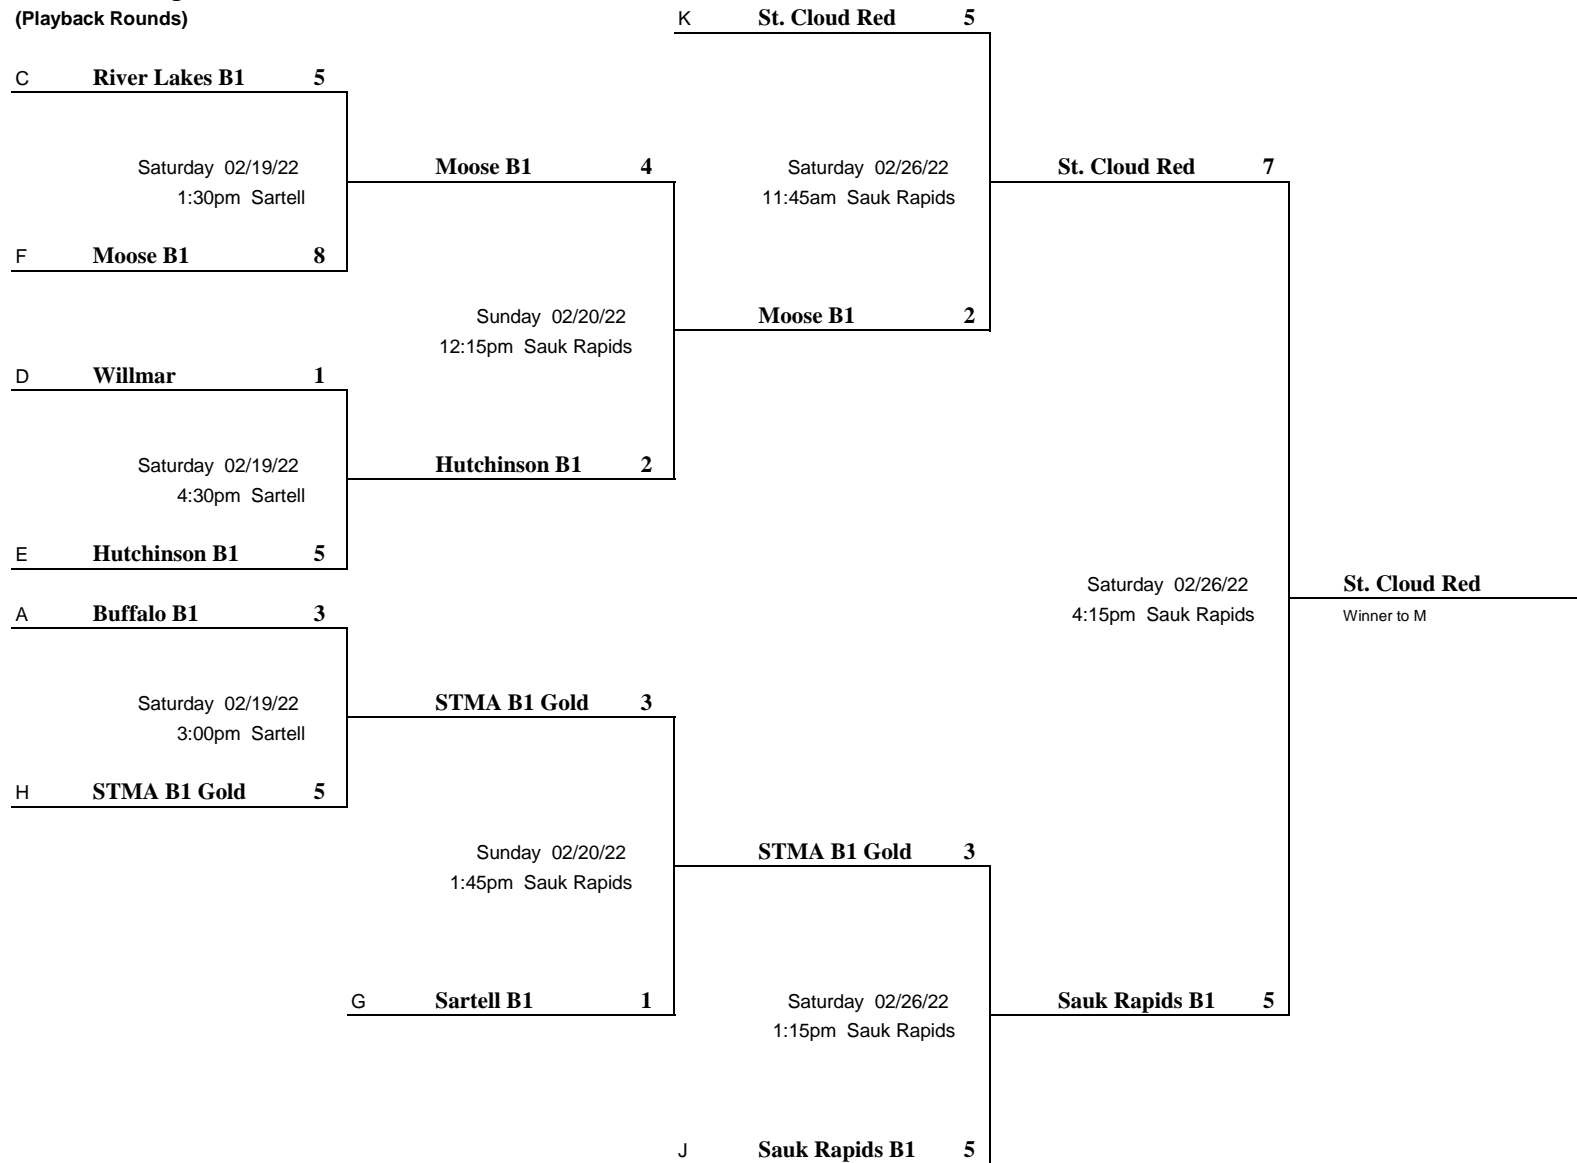 (Playback Rounds)
K St. Cloud Red 5
C River Lakes B1 5
Saturday 02/19/22
1:30pm Sartell
Moose B1 4
Saturday 02/26/22
11:45am Sauk Rapids
St. Cloud Red 7
F Moose B1 8
Sunday 02/20/22
12:15pm Sauk Rapids
Moose B1 2
D Willmar 1
Saturday 02/19/22
4:30pm Sartell
Hutchinson B1 2
E Hutchinson B1 5
Saturday 02/26/22
4:15pm Sauk Rapids
St. Cloud Red
Winner to M
A Buffalo B1 3
Saturday 02/19/22
3:00pm Sartell
STMA B1 Gold 3
H STMA B1 Gold 5
Sunday 02/20/22
1:45pm Sauk Rapids
STMA B1 Gold 3
G Sartell B1 1
Saturday 02/26/22
1:15pm Sauk Rapids
Sauk Rapids B1 5
J Sauk Rapids B1 5